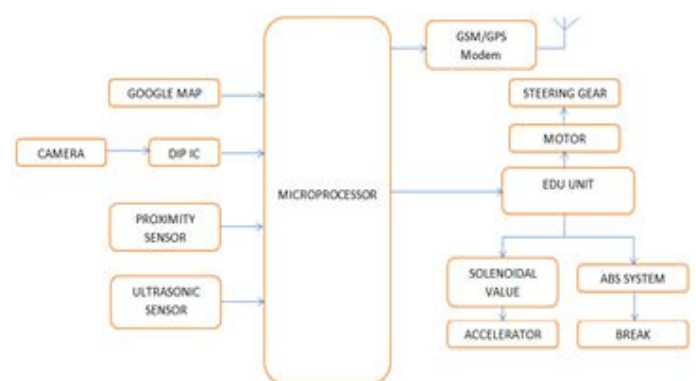 GSM/GPS
Modem
GOOGLE MAP
STEERING GEAR
CAMERA
DIP IC
MOTOR
MICROPROCESSOR
EDU UNIT
PROXIMITY
SENSOR
ULTRASONIC
SENSOR
SOLENOIDAL
VALUE
ABS SYSTEM
ACCELERATOR
BREAK